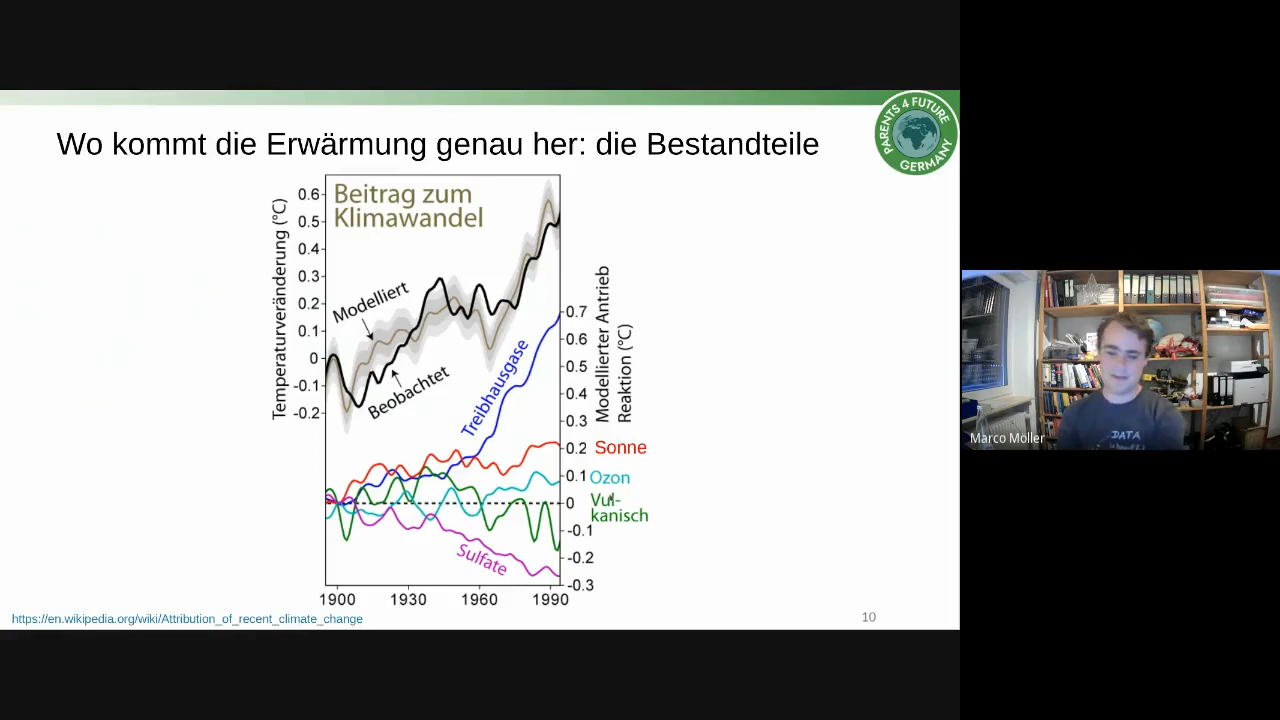 PARENTS 4 FUTURE
GERMANY
Wo kommt die Erwärmung genau her: die Bestandteile
Beitrag zum
Klimawandel
Temperaturveränderung (°C)
0.6
0.5
0.4
0.3
0.2
0.1
0
-0.1
-0.2
Modelliert
Beobachtet
Treibhausgase
Sulfate
Modellierter Antrieb
Reaktion (°C)
0.7
0.6
0.5
0.4
0.3
0.2
0.1
0
-0.1
-0.2
-0.3
Sonne
Ozon
Vul-
kanisch
1900 1930 1960 1990
https://en.wikipedia.org/wiki/Attribution_of_recent_climate_change
10
DATA
Marco Möller